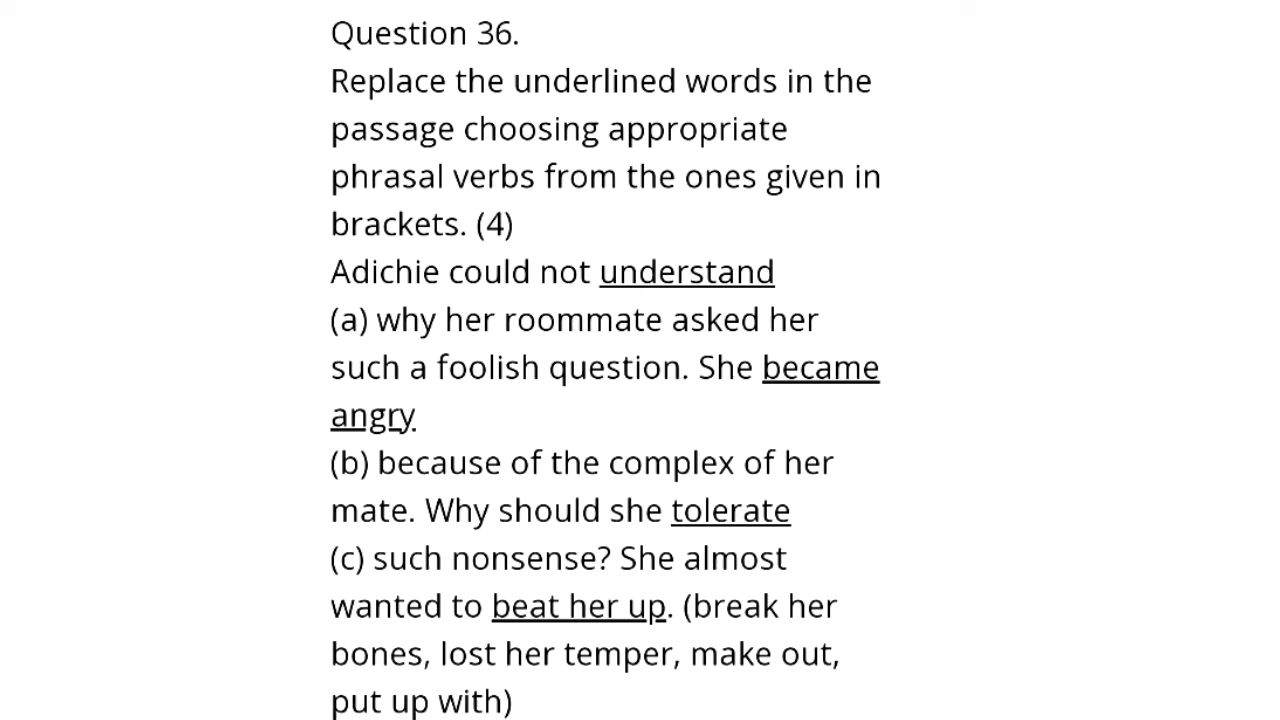 Question 36.
Replace the underlined words in the
passage choosing appropriate
phrasal verbs from the ones given in
brackets. (4)
Adichie could not understand
(a) why her roommate asked her
such a foolish question. She became
angry
(b) because of the complex of her
mate. Why should she tolerate
(c) such nonsense? She almost
wanted to beat her up. (break her
bones, lost her temper, make out,
put up with)